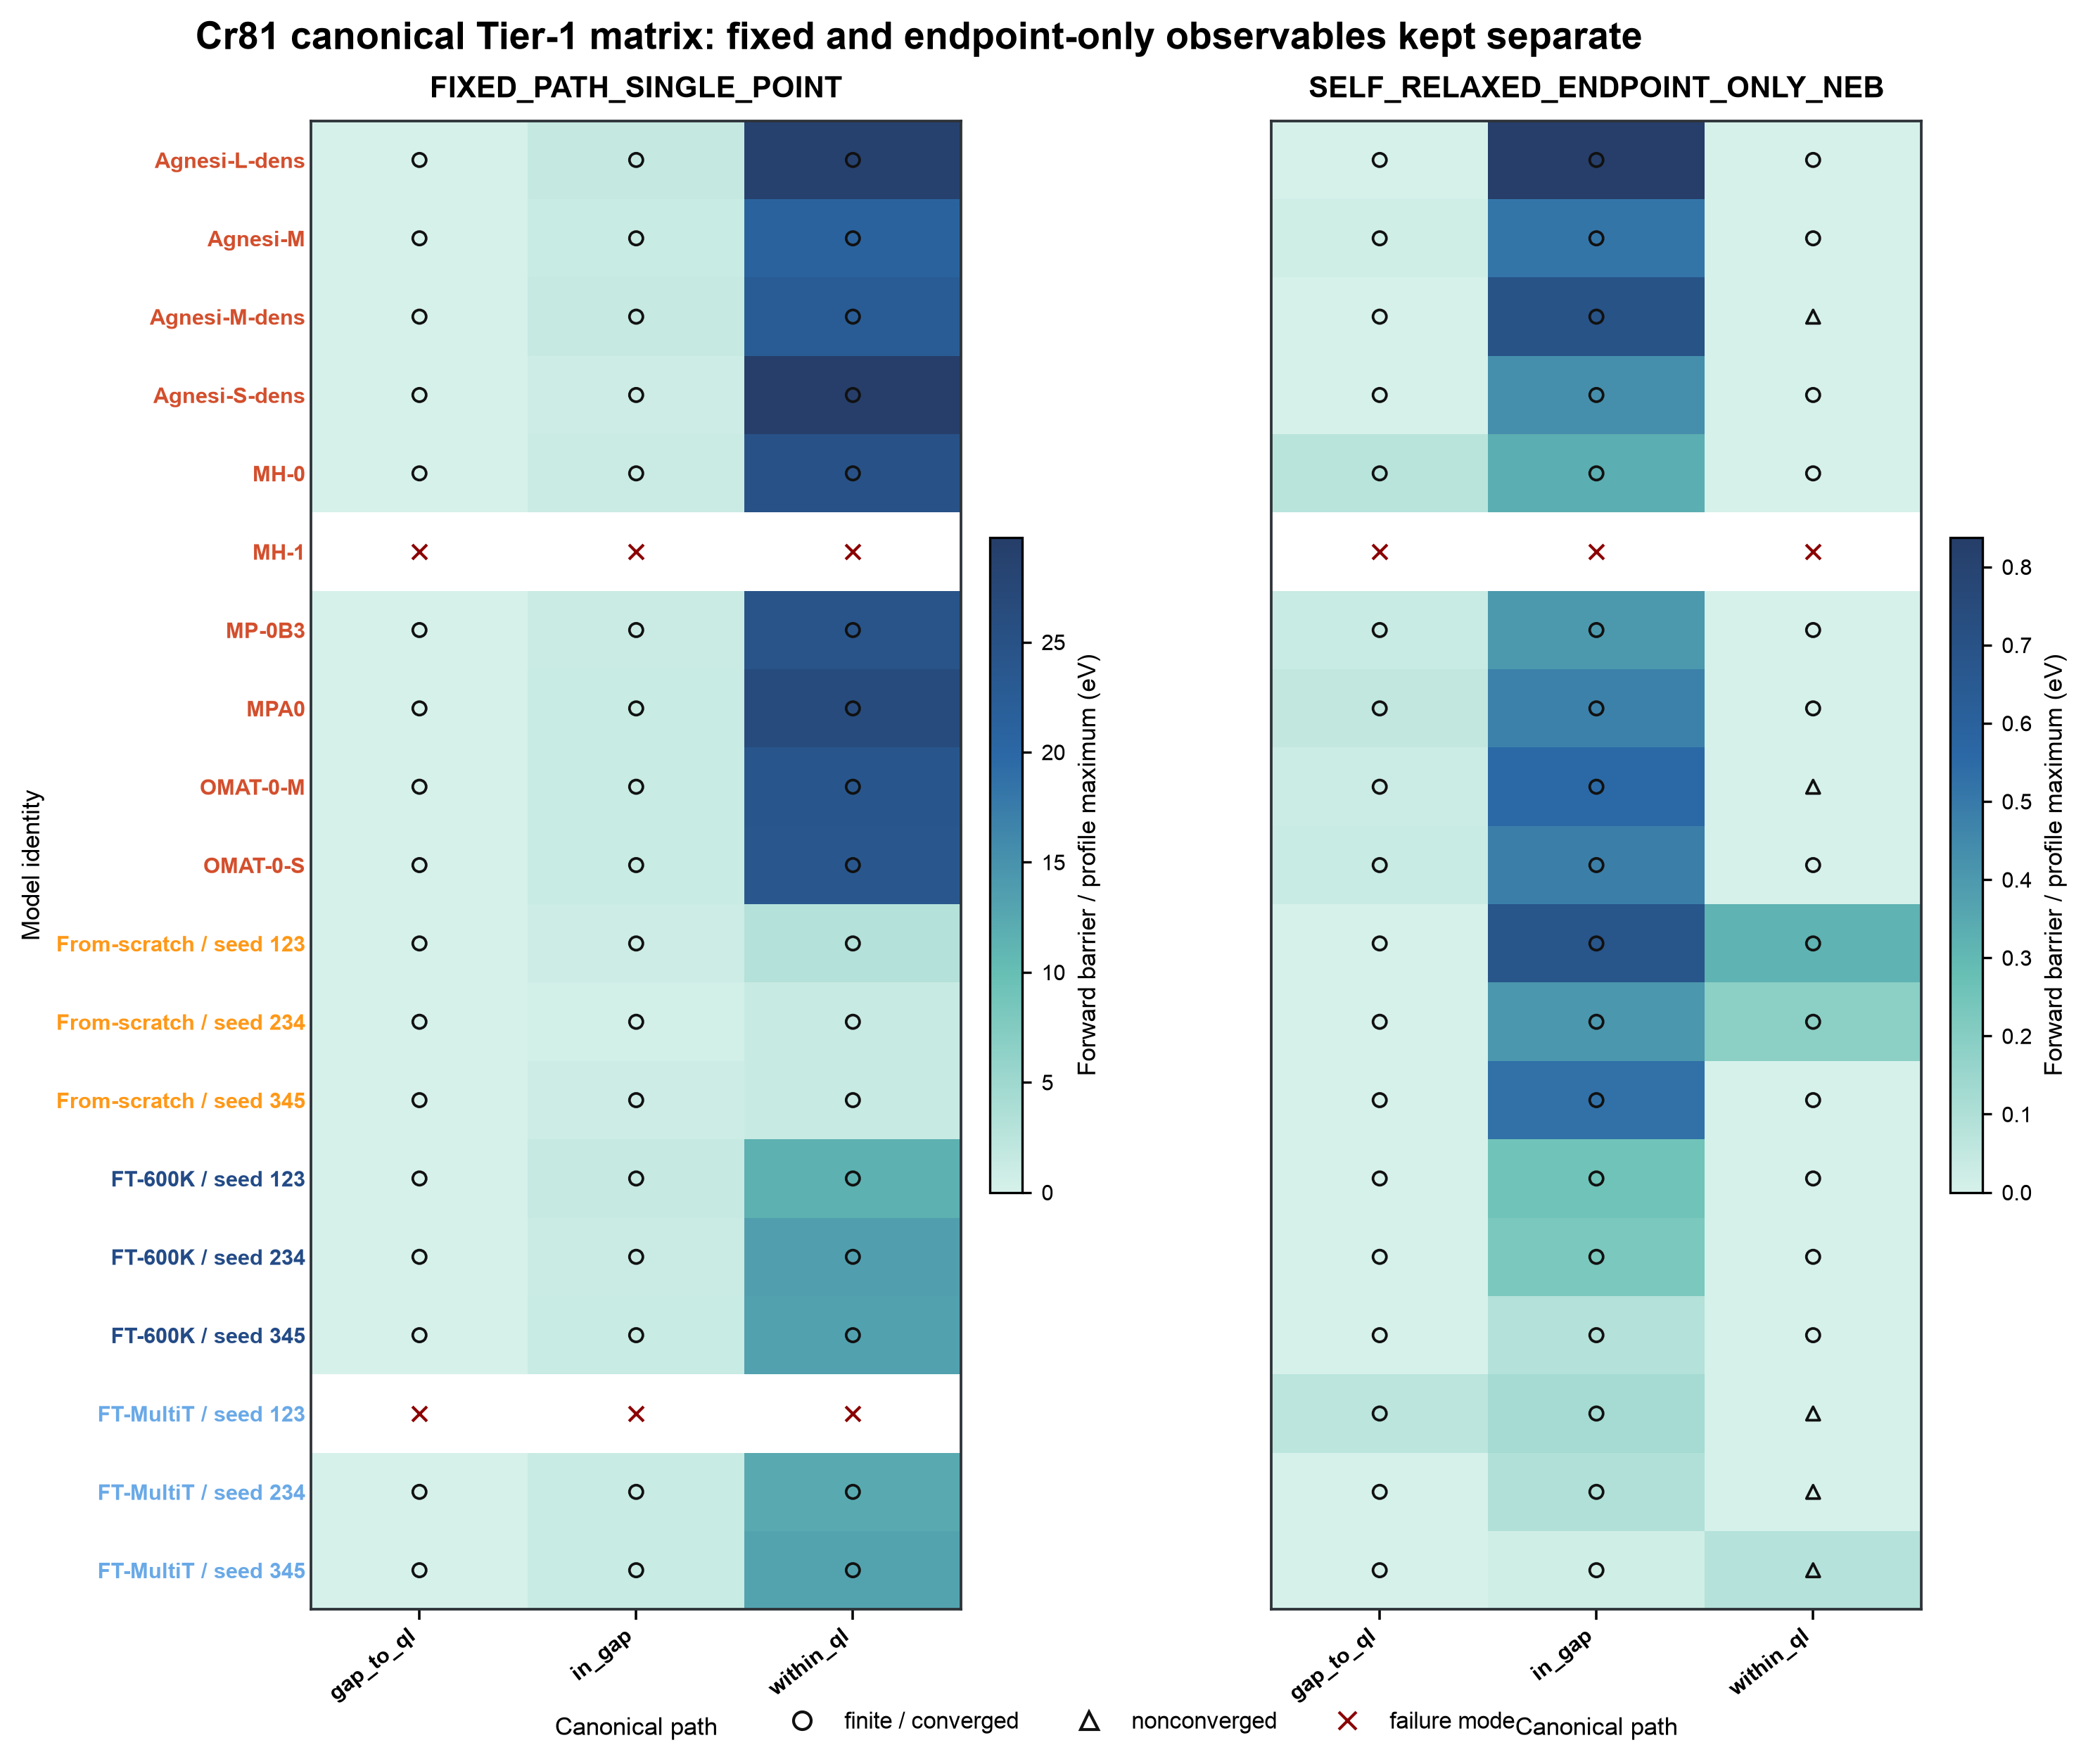 Cr81 canonical Tier-1 matrix: fixed and endpoint-only observables kept separate
FIXED_PATH_SINGLE_POINT
SELF_RELAXED_ENDPOINT_ONLY_NEB
Model identity
Agnesi-L-dens
Agnesi-M
Agnesi-M-dens
Agnesi-S-dens
MH-0
MH-1
MP-0B3
MPA0
OMAT-0-M
OMAT-0-S
From-scratch / seed 123
From-scratch / seed 234
From-scratch / seed 345
FT-600K / seed 123
FT-600K / seed 234
FT-600K / seed 345
FT-MultiT / seed 123
FT-MultiT / seed 234
FT-MultiT / seed 345
gap_to_ql
in_gap
within_ql
Canonical path
25
20
15
10
5
0
Forward barrier / profile maximum (eV)
gap_to_ql
in_gap
within_ql
Canonical path
0.8
0.7
0.6
0.5
0.4
0.3
0.2
0.1
0.0
Forward barrier / profile maximum (eV)
finite / converged
nonconverged
failure mode